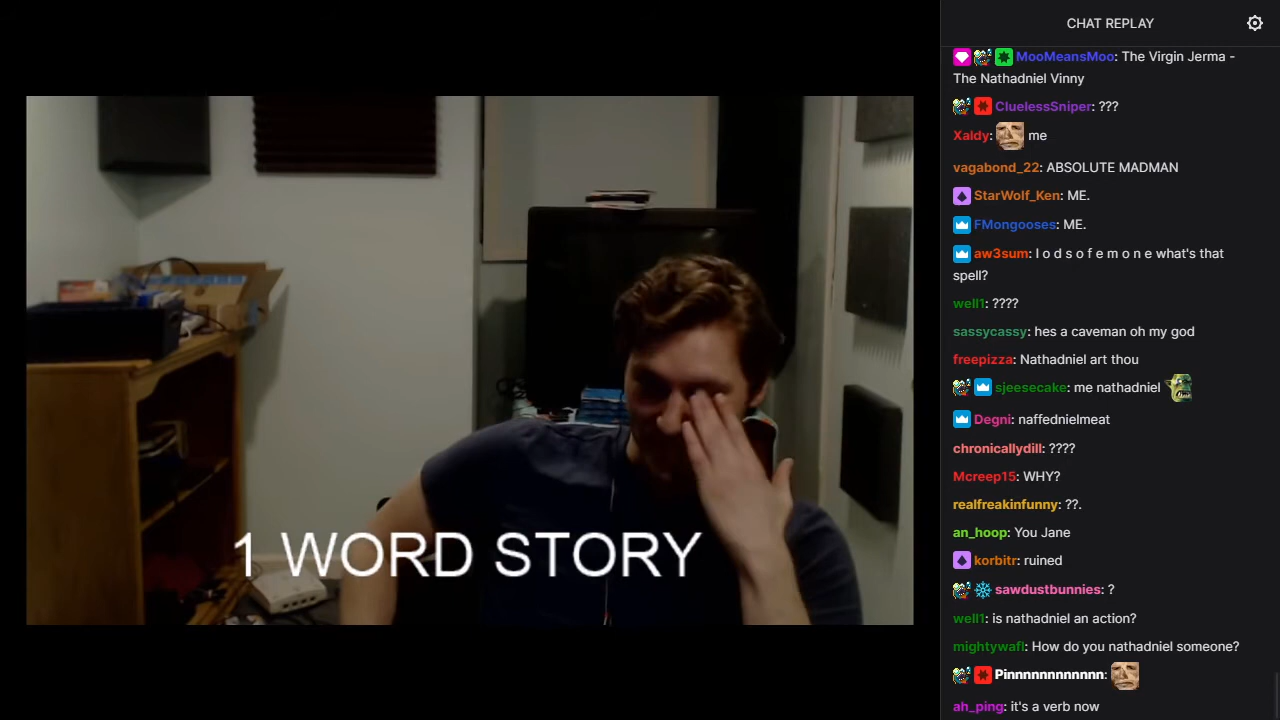 1 WORD STORY
CHAT REPLAY
MooMeansMoo: The Virgin Jerma -
The Nathadniel Vinny
CluelessSniper: ???
Xaldy: me
vagabond_22: ABSOLUTE MADMAN
StarWolf_Ken: ME.
FMongooses: ME.
aw3sum: I o d s o f e m o n e what's that
spell?
well1: ????
sassycassy: hes a caveman oh my god
freepizza: Nathadniel art thou
sjeesecake: me nathadniel
Degni: naffednielmeat
chronicallydill: ????
Mcreep15: WHY?
realfreakinfunny: ??.
an_hoop: You Jane
korbitr: ruined
sawdustbunnies: ?
well1: is nathadniel an action?
mightywafl: How do you nathadniel someone?
Pinnnnnnnnnnnn:
ah_ping: it's a verb now